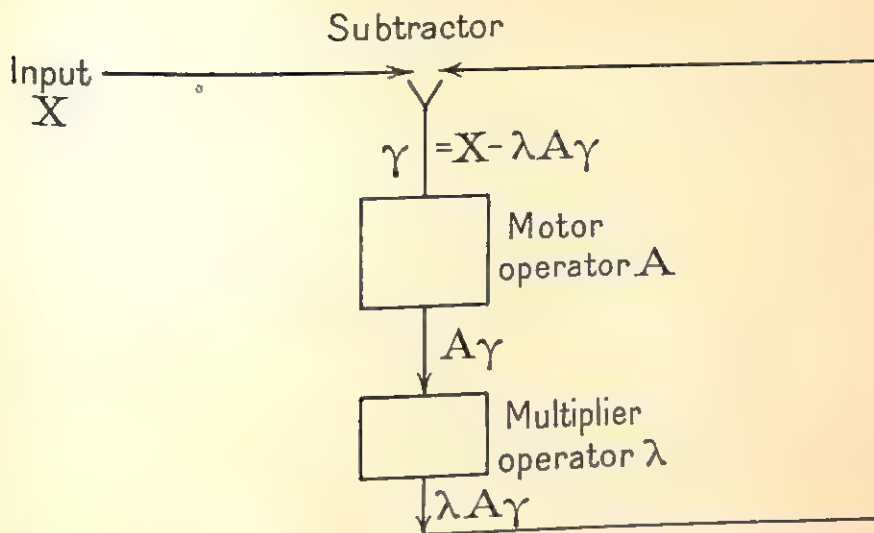 Subtractor
Input
X
γ =X-λAγ
Motor
operator A
Aγ
Multiplier
operator λ
λAγ